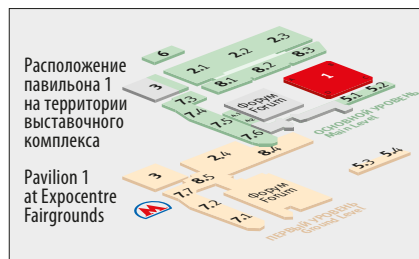 Расположение
павильона 1
на территории
выставочного
комплекса
Pavilion 1
at Expocentre
Fairgrounds
6
2.1 2.2 2.3
8.1 8.2 8.3
3
1
7.3
7.4
7.5
7.6
Форум
Forum
5.1 5.2
ОСНОВНОЙ УРОВЕНЬ
Main Level
2.4 8.4
3
8.5
7.7
7.2
7.1
Форум
Forum
5.3 5.4
ПЕРВЫЙ УРОВЕНЬ
Ground Level
М